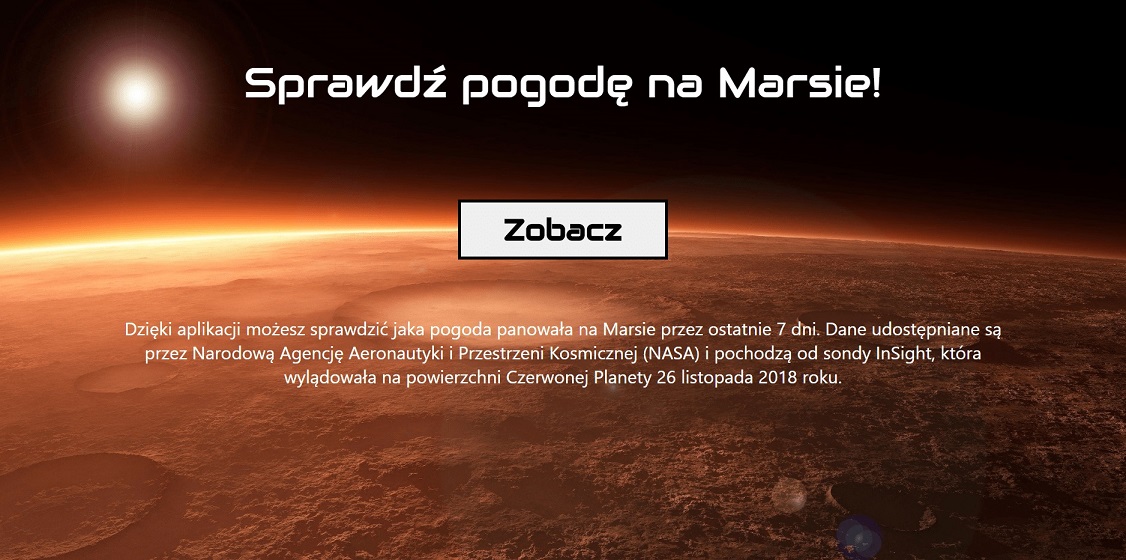 Sprawdź pogodę na Marsie!
Zobacz
Dzięki aplikacji możesz sprawdzić jaka pogoda panowała na Marsie przez ostatnie 7 dni. Dane udostępniane są
przez Narodową Agencję Aeronautyki i Przestrzeni Kosmicznej (NASA) i pochodzą od sondy InSight, która
wylądowała na powierzchni Czerwonej Planety 26 listopada 2018 roku.